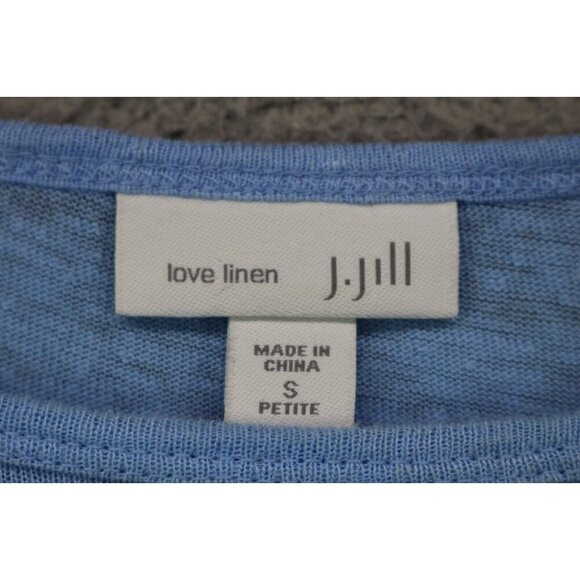 love linen J.Jill
MADE IN
CHINA
S
PETITE